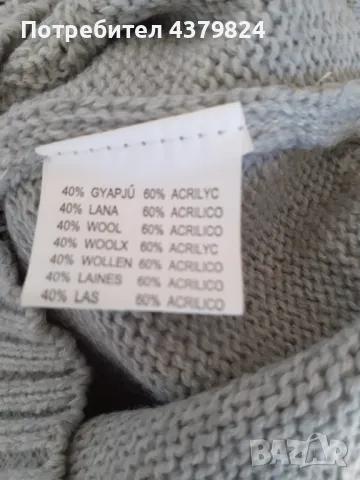 Потребител 4379824
40% GYAPJÚ 60% ACRILYC
40% LANA 60% ACRILICO
40% WOOL 60% ACRILICO
40% WOOLX 60% ACRILYC
40% WOLLEN 60% ACRILICO
40% LAINES 60% ACRILICO
40% LAS 60% ACRILICO
BAZAR